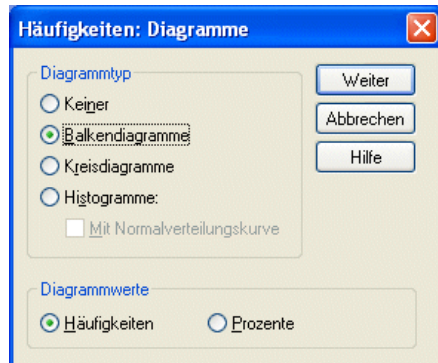 Häufigkeiten: Diagramme
Diagrammtyp
Keiner
Balkendiagramme
Kreisdiagramme
Histogramme:
Mit Normalverteilungskurve
Weiter
Abbrechen
Hilfe
Diagrammwerte
Häufigkeiten
Prozente